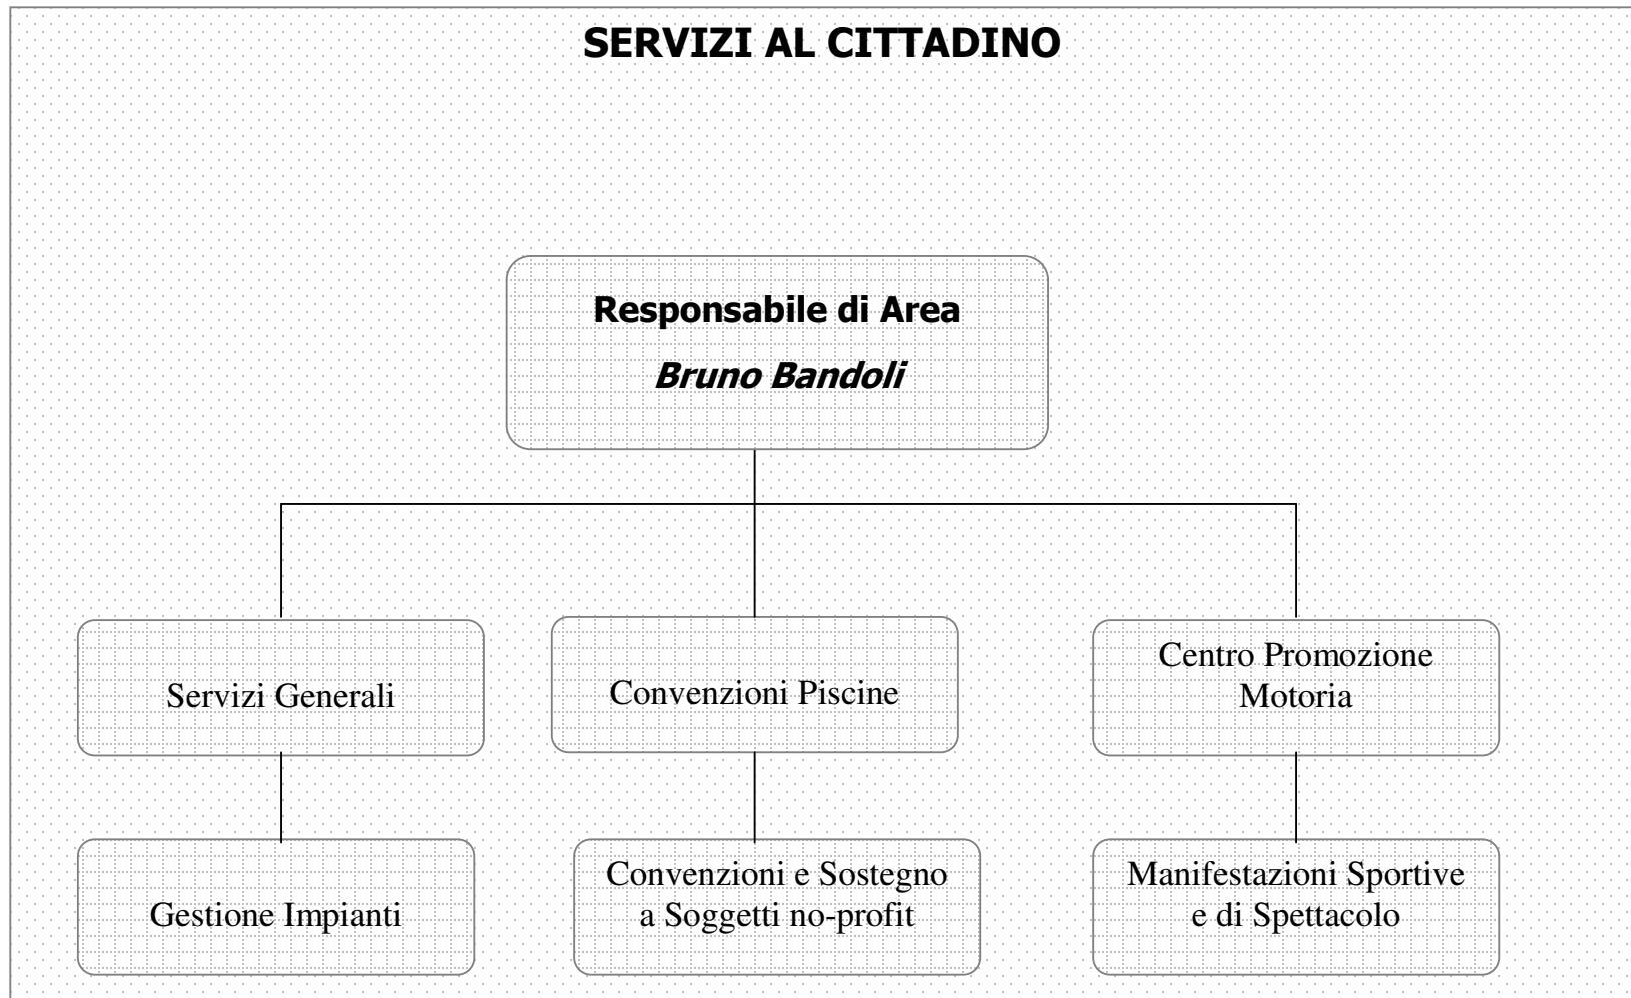 SERVIZI AL CITTADINO
Responsabile di Area
Bruno Bandoli
Servizi Generali
Convenzioni Piscine
Centro Promozione
Motoria
Gestione Impianti
Convenzioni e Sostegno
a Soggetti no-profit
Manifestazioni Sportive
e di Spettacolo